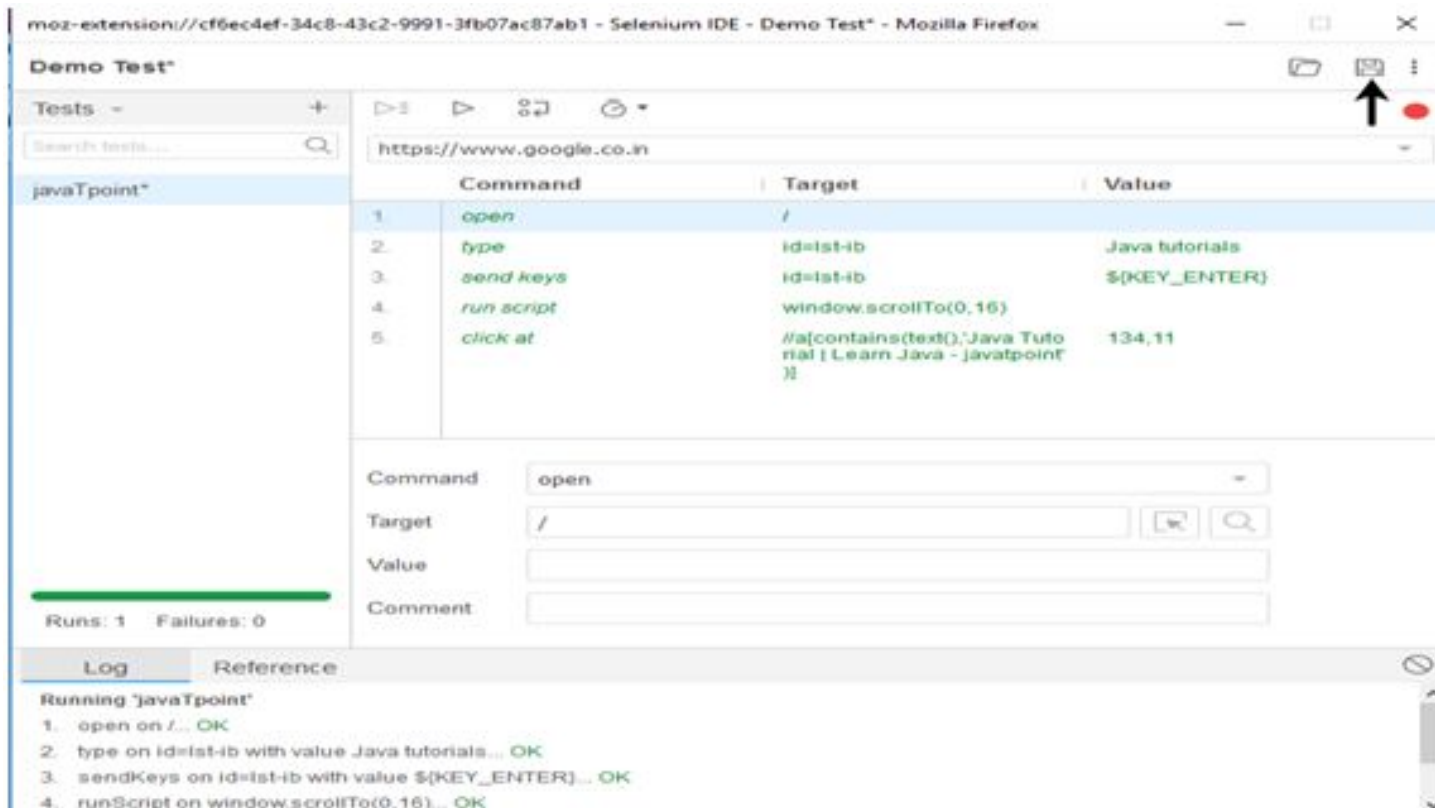 moz-extension://cf6ec4ef-34c8-43c2-9991-3fb07ac87ab1 - Selenium IDE - Demo Test* - Mozilla Firefox
Demo Test*
Tests
Search tests...
https://www.google.co.in
javaTpoint*
Command Target Value
1. open /
2. type id=lst-ib Java tutorials
3. send keys id=lst-ib ${KEY_ENTER}
4. run script window.scrollTo(0,16)
5. click at //a[contains(text(),'Java Tuto 134,11
rial | Learn Java - javatpoint'
)]
Command open
Target /
Value
Comment
Runs: 1 Failures: 0
Log Reference
Running 'javaTpoint'
1. open on /... OK
2. type on id=lst-ib with value Java tutorials... OK
3. sendKeys on id=lst-ib with value ${KEY_ENTER}... OK
4. runScript on window.scrollTo(0,16)... OK